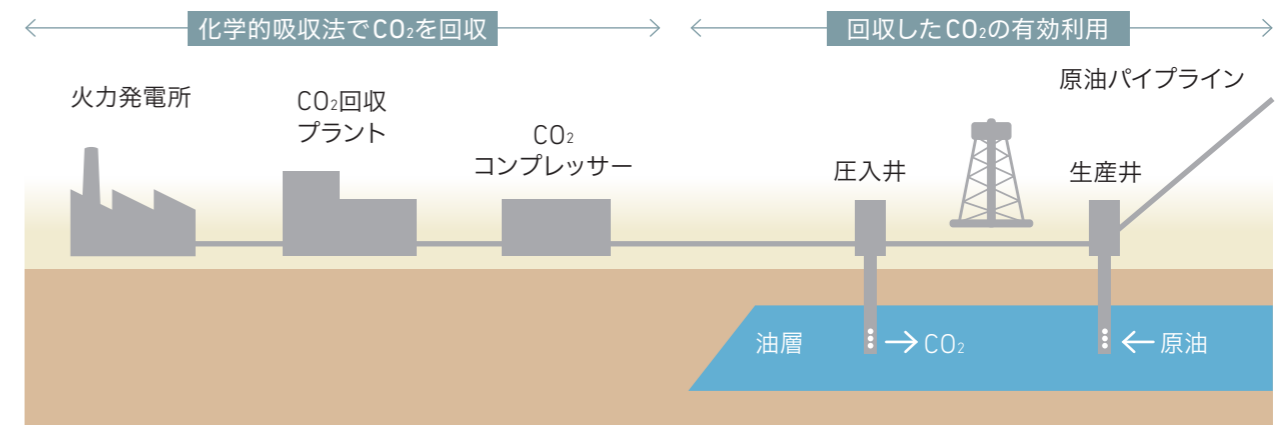 化学的吸収法でCO₂を回収
回収したCO₂の有効利用
火力発電所
CO₂回収
プラント
CO₂
コンプレッサー
圧入井
生産井
原油パイプライン
油層
CO₂
原油